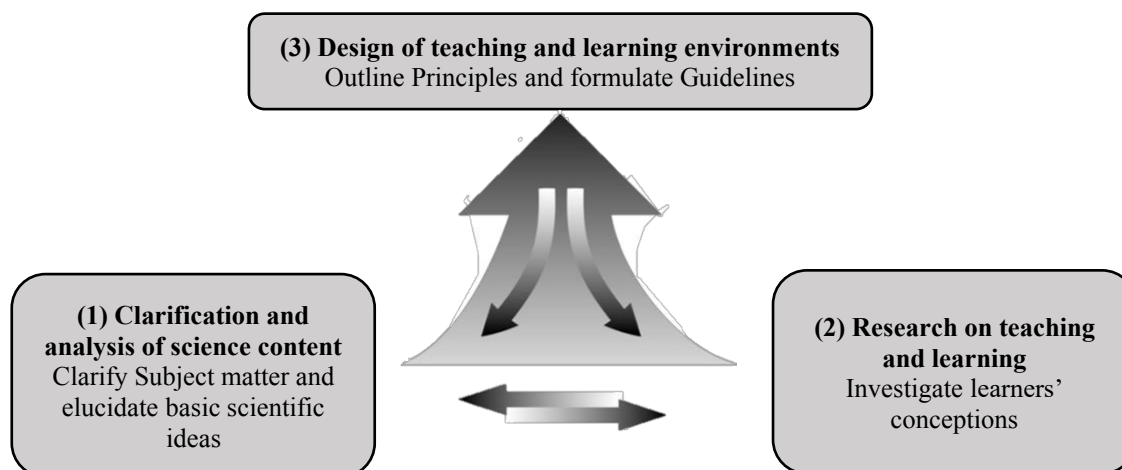 (3) Design of teaching and learning environments
Outline Principles and formulate Guidelines
(1) Clarification and
analysis of science content
Clarify Subject matter and
elucidate basic scientific
ideas
(2) Research on teaching
and learning
Investigate learners’
conceptions